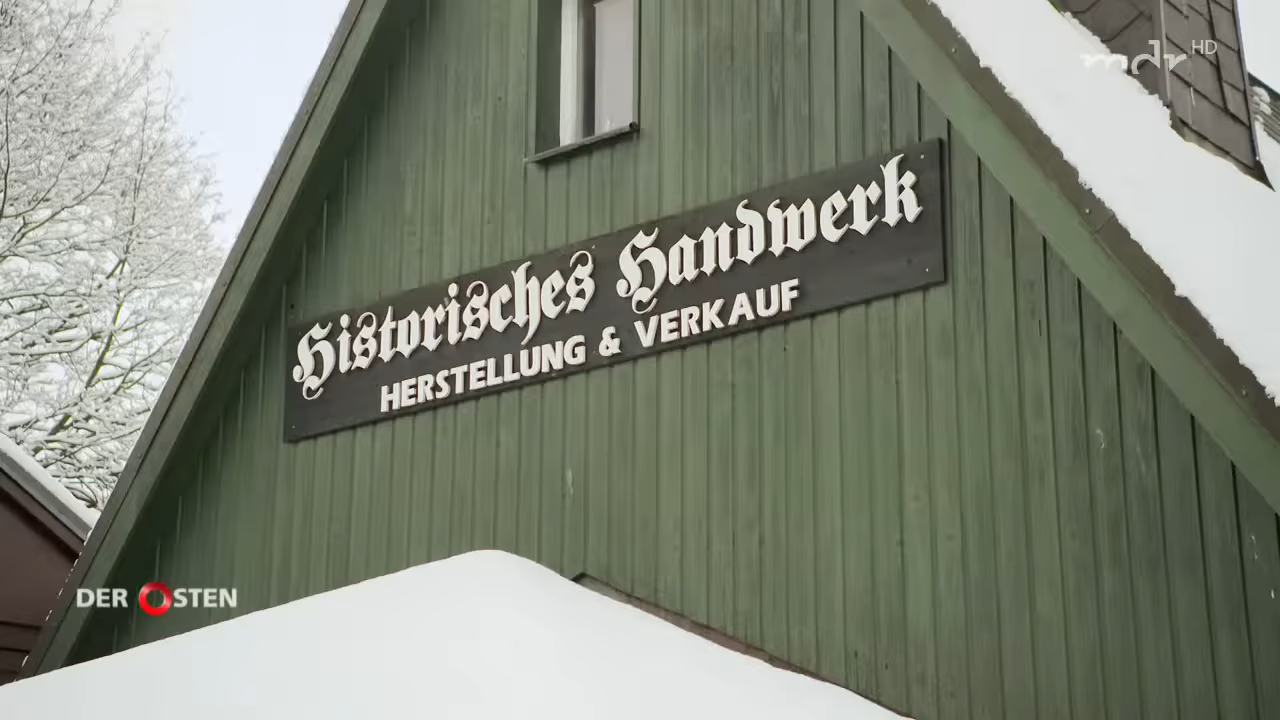 mdr HD
Historisches Handwerk
HERSTELLUNG & VERKAUF
DER OSTEN